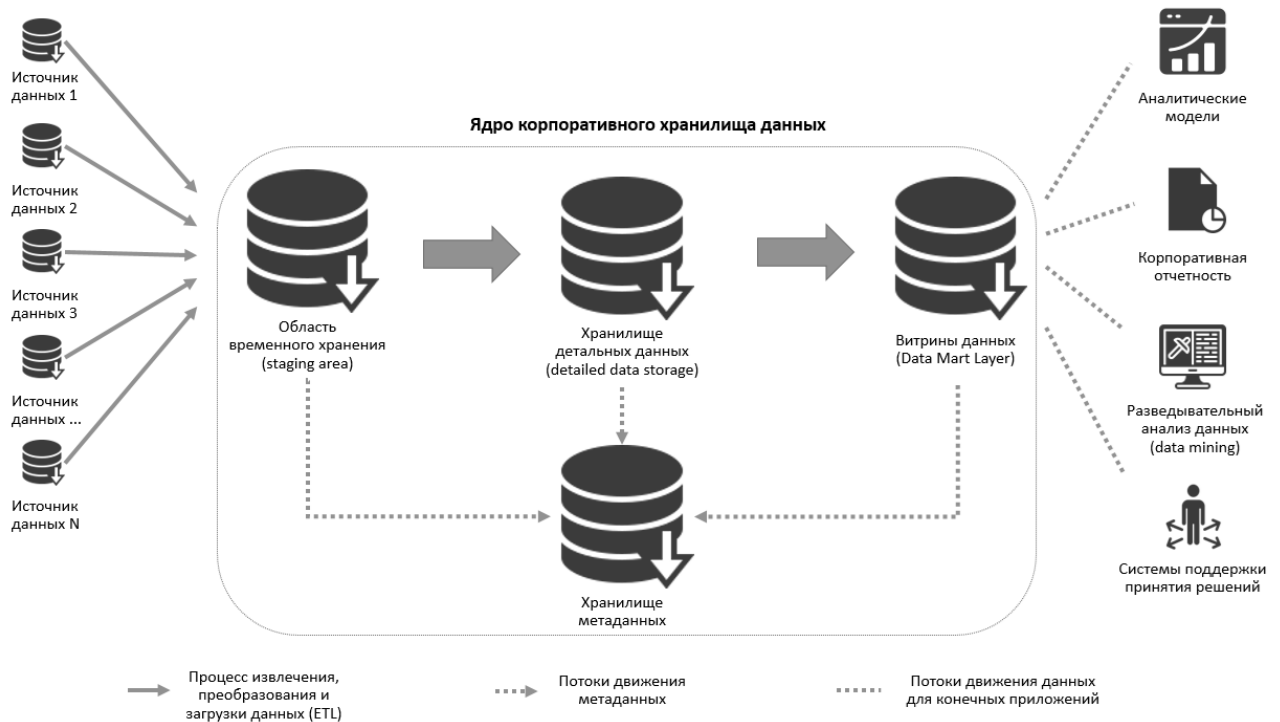 Источник
данных 1
Источник
данных 2
Источник
данных 3
Источник
данных ...
Источник
данных N
Ядро корпоративного хранилища данных
Область
временного хранения
(staging area)
Хранилище
детальных данных
(detailed data storage)
Витрины данных
(Data Mart Layer)
Хранилище
метаданных
Аналитические
модели
Корпоративная
отчетность
Разведывательный
анализ данных
(data mining)
Системы поддержки
принятия решений
Процесс извлечения,
преобразования и
загрузки данных (ETL)
Потоки движения
метаданных
Потоки движения данных
для конечных приложений